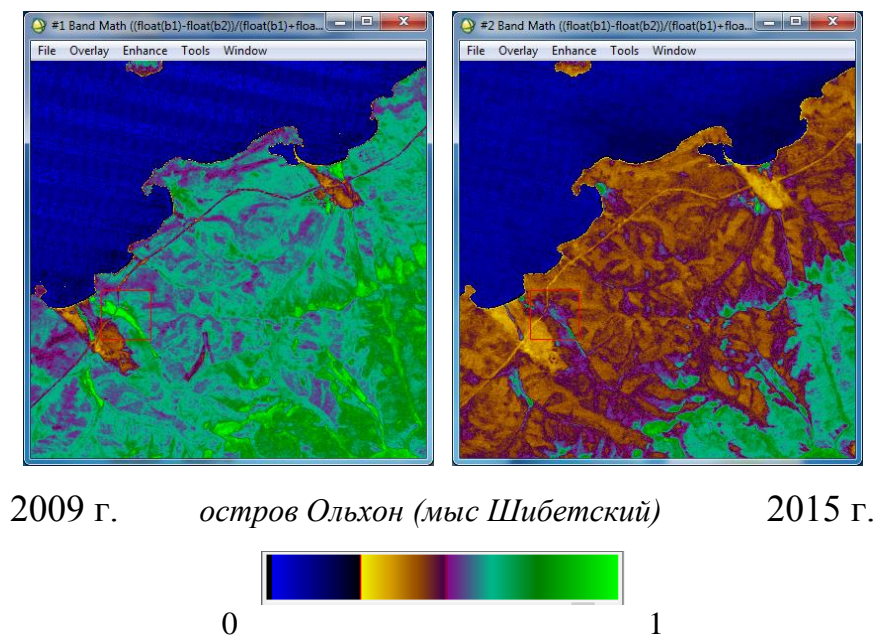 #1 Band Math ((float(b1)-float(b2))/(float(b1)+floa...
File Overlay Enhance Tools Window
#2 Band Math ((float(b1)-float(b2))/(float(b1)+floa...
File Overlay Enhance Tools Window
2009 г. остров Ольхон (мыс Шибетский) 2015 г.
0 1